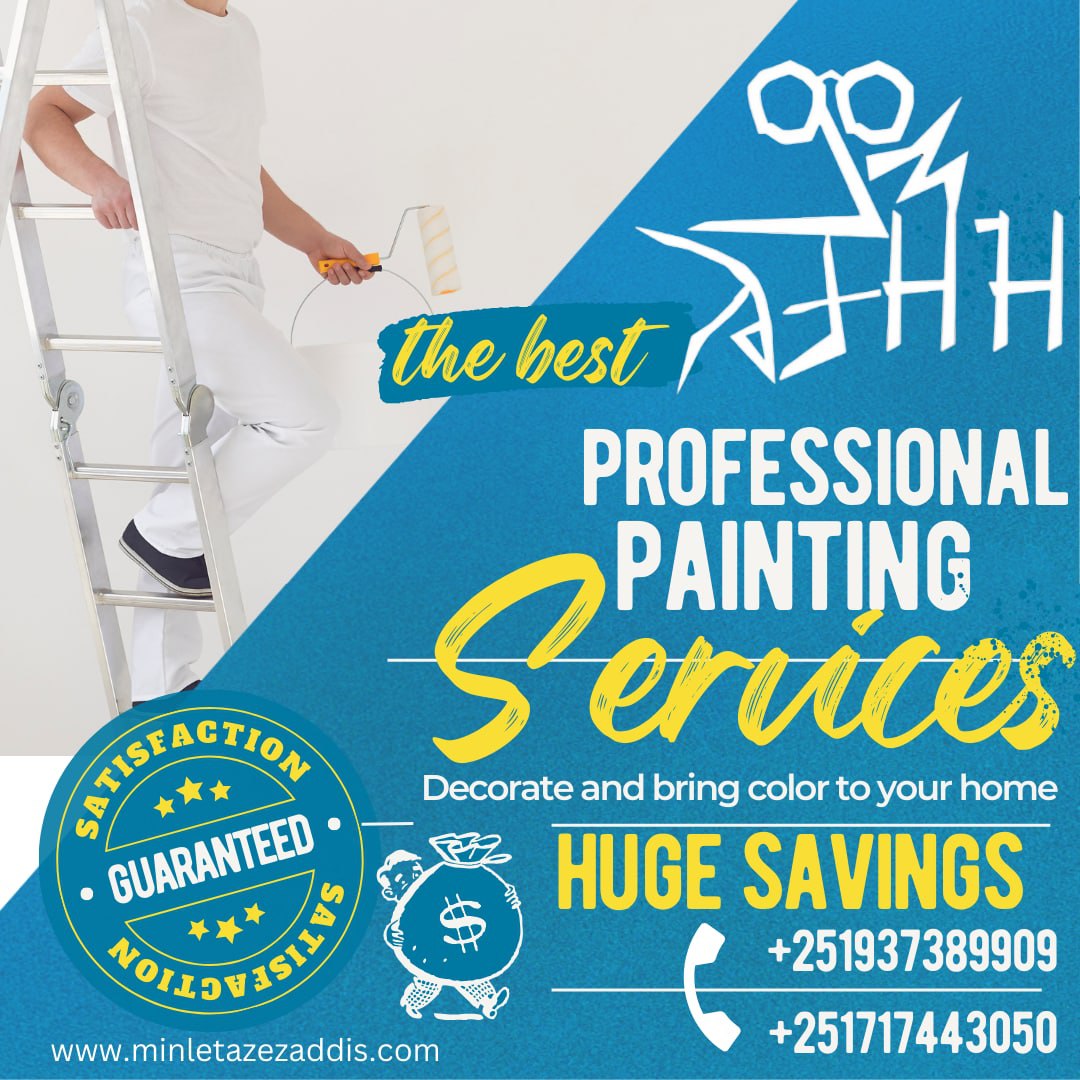 the best
PROFESSIONAL
PAINTING
Services
Decorate and bring color to your home
HUGE SAVINGS
+251937389909
+251717443050
SATISFACTION
GUARANTEED
SATISFACTION
$
www.minletazezaddis.com